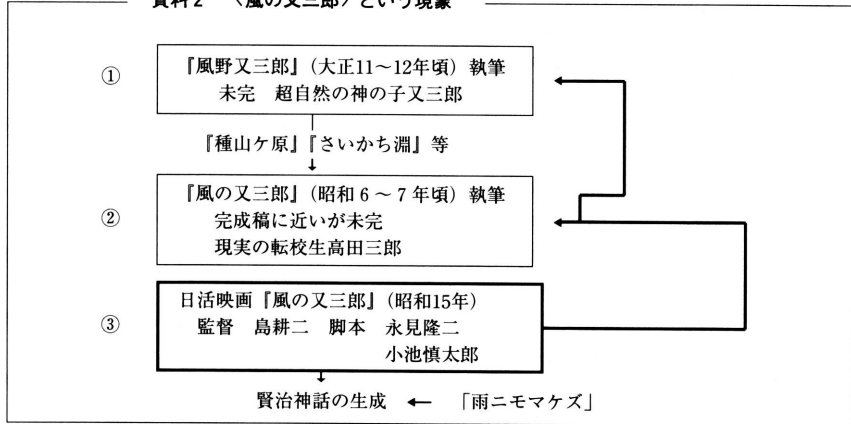 資料2 〈風の又三郎〉という現象
① 『風野又三郎』(大正11〜12年頃)執筆
未完 超自然の神の子又三郎
『種山ケ原』『さいかち淵』等
② 『風の又三郎』(昭和6〜7年頃)執筆
完成稿に近いが未完
現実の転校生高田三郎
③ 日活映画『風の又三郎』(昭和15年)
監督 島耕二 脚本 永見隆二
小池慎太郎
賢治神話の生成 ← 「雨ニモマケズ」